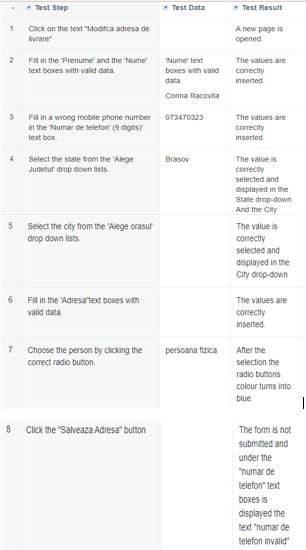 Test Step Test Data Test Result
1 Click on the text "Modifca adresa de A new page is
livrare" opened.
2 Fill in the 'Prenume' and the 'Nume' 'Nume' text The values are
text boxes with valid data. boxes with valid correctly
data. inserted.
Corina Racovita
3 Fill in a wrong mobile phone number 073470323 The values are
in the 'Numar de telefon' (9 digits)' correctly
text box. inserted.
4 Select the state from the 'Alege Brasov The value is
Judetul' drop down lists. correctly
selected and
displayed in the
State drop-down.
And the City
5 Select the city from the 'Alege orasul' The value is
drop down lists. correctly
selected and
displayed in the
City drop-down
6 Fill in the 'Adresa"text boxes with The values are
valid data. correctly
inserted.
7 Choose the person by clicking the persoana fizica After the
correct radio button. selection the
radio buttons
colour turns into
blue.
8 Click the "Salveaza Adresa" button The form is not
submitted and
under the
"numar de
telefon" text
boxes is
displayed the
text "numar de
telefon invalid"